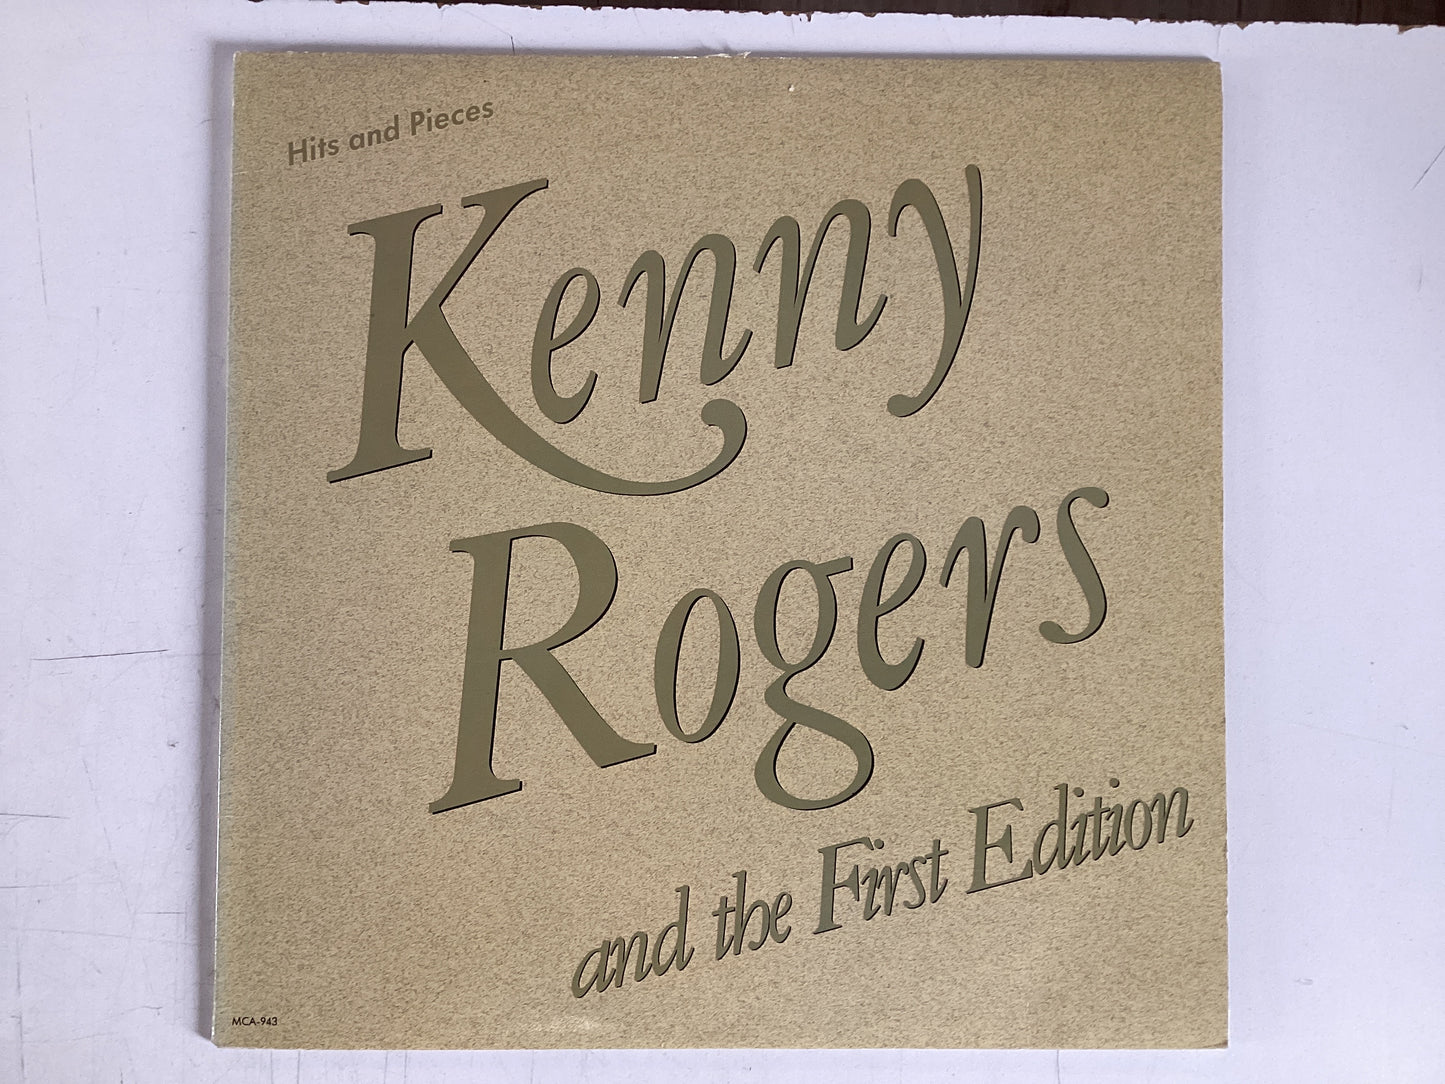 Hits and Pieces
Kenny
Rogers
and the First Edition
MCA-943